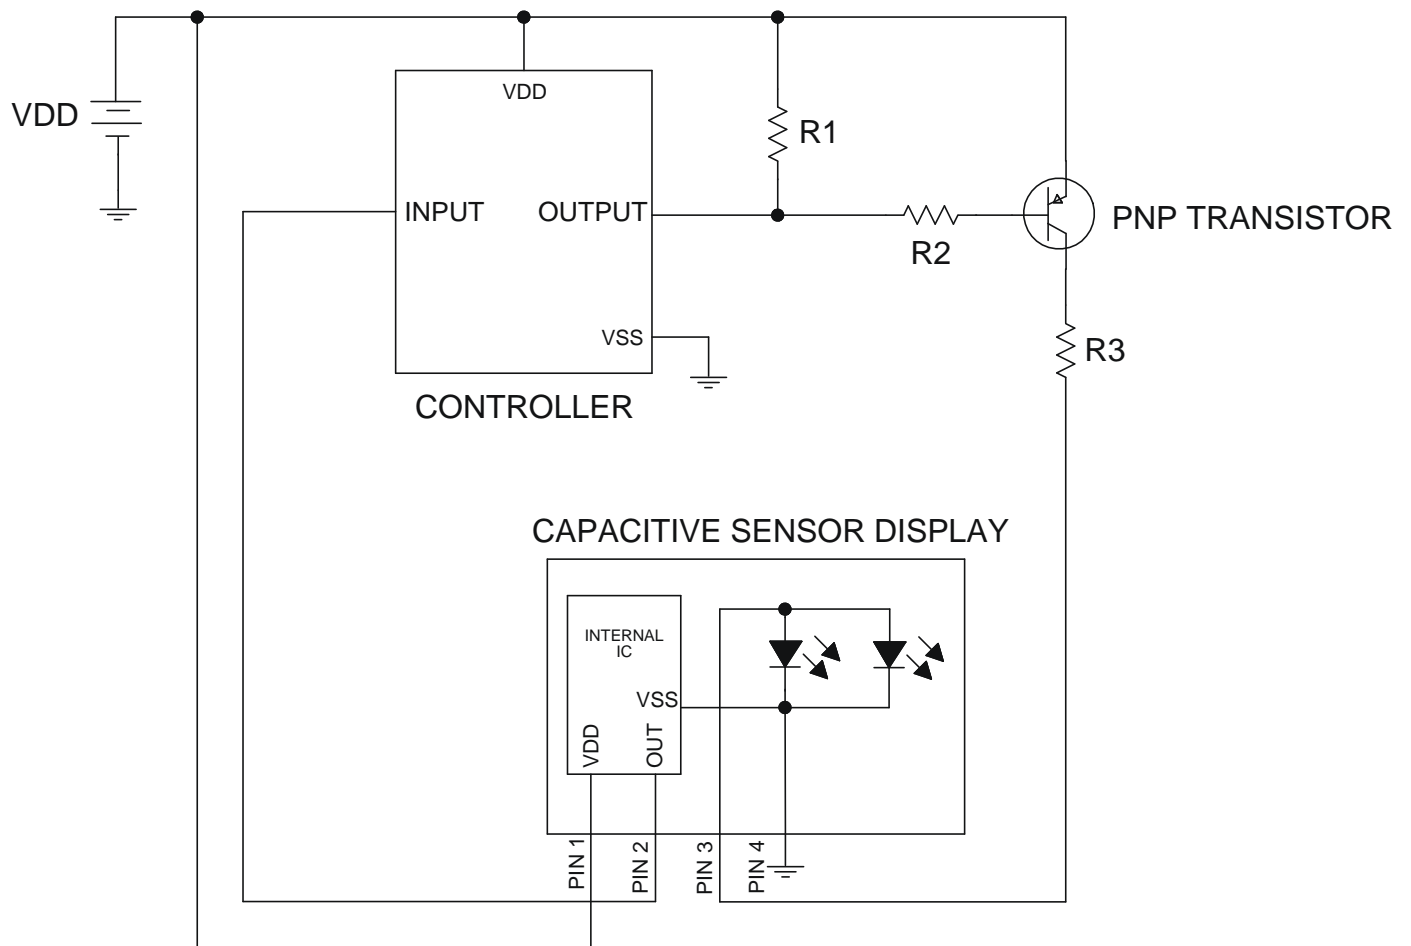 VDD
VDD
R1
INPUT
OUTPUT
PNP TRANSISTOR
R2
VSS
R3
CONTROLLER
CAPACITIVE SENSOR DISPLAY
INTERNAL
IC
VSS
VDD
OUT
PIN 1
PIN 2
PIN 3
PIN 4